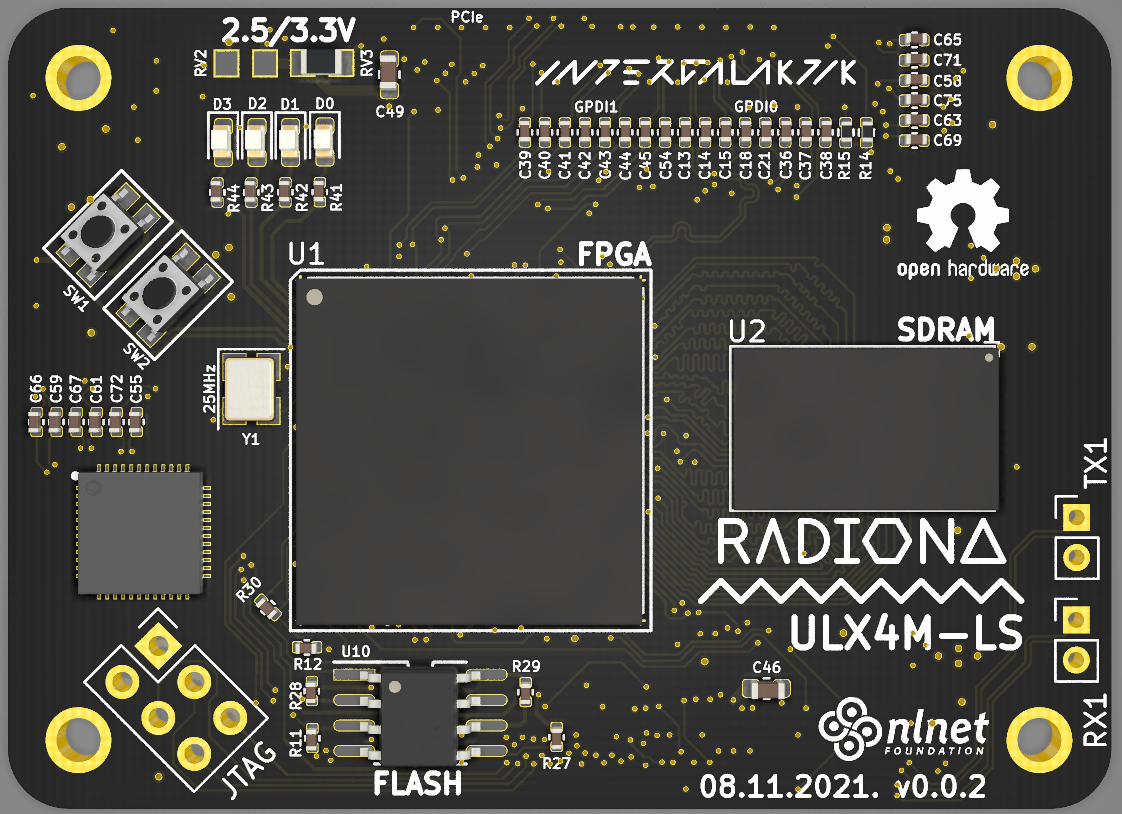 PCIe
2.5/3.3V
RV2
RV3
C49
INTERGALAKTIK
GPDI1
GPDI0
C39
C40
C41
C42
C43
C44
C45
C54
C13
C14
C15
C18
C21
C36
C37
C38
R15
R14
C65
C71
C58
C75
C63
C69
D3
D2
D1
D0
R44
R43
R42
R41
open hardware
SW1
SW2
U1
FPGA
U2
SDRAM
25MHz
Y1
C66
C59
C67
C61
C72
C55
TX1
RADIONA
ULX4M-LS
R30
R12
U10
R29
R28
R11
R27
C46
JTAG
FLASH
RX1
nlnet
FOUNDATION
08.11.2021. v0.0.2